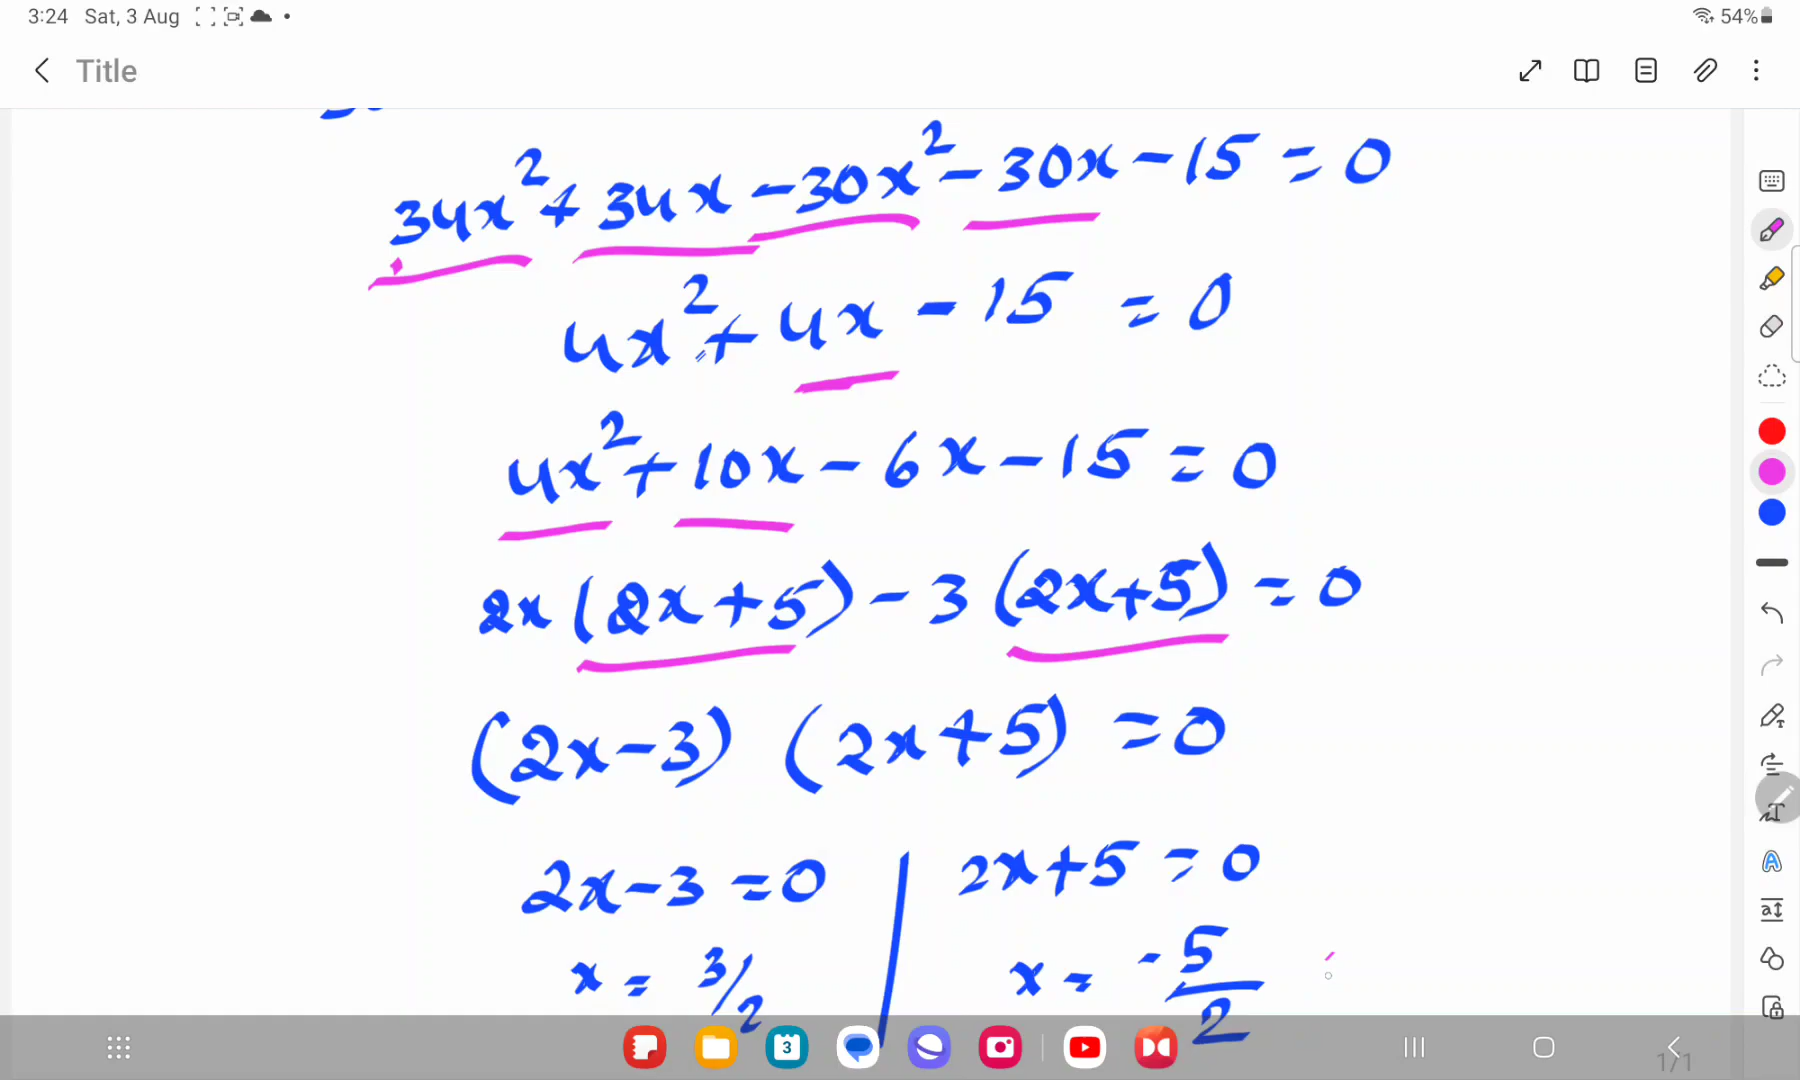 3:24 Sat, 3 Aug 54%
Title
34x² + 34x - 30x² - 30x - 15 = 0
4x² + 4x - 15 = 0
4x² + 10x - 6x - 15 = 0
2x (2x + 5) - 3 (2x + 5) = 0
(2x - 3) (2x + 5) = 0
2x - 3 = 0 | 2x + 5 = 0
x = 3/2 | x = -5/2
3
1/1